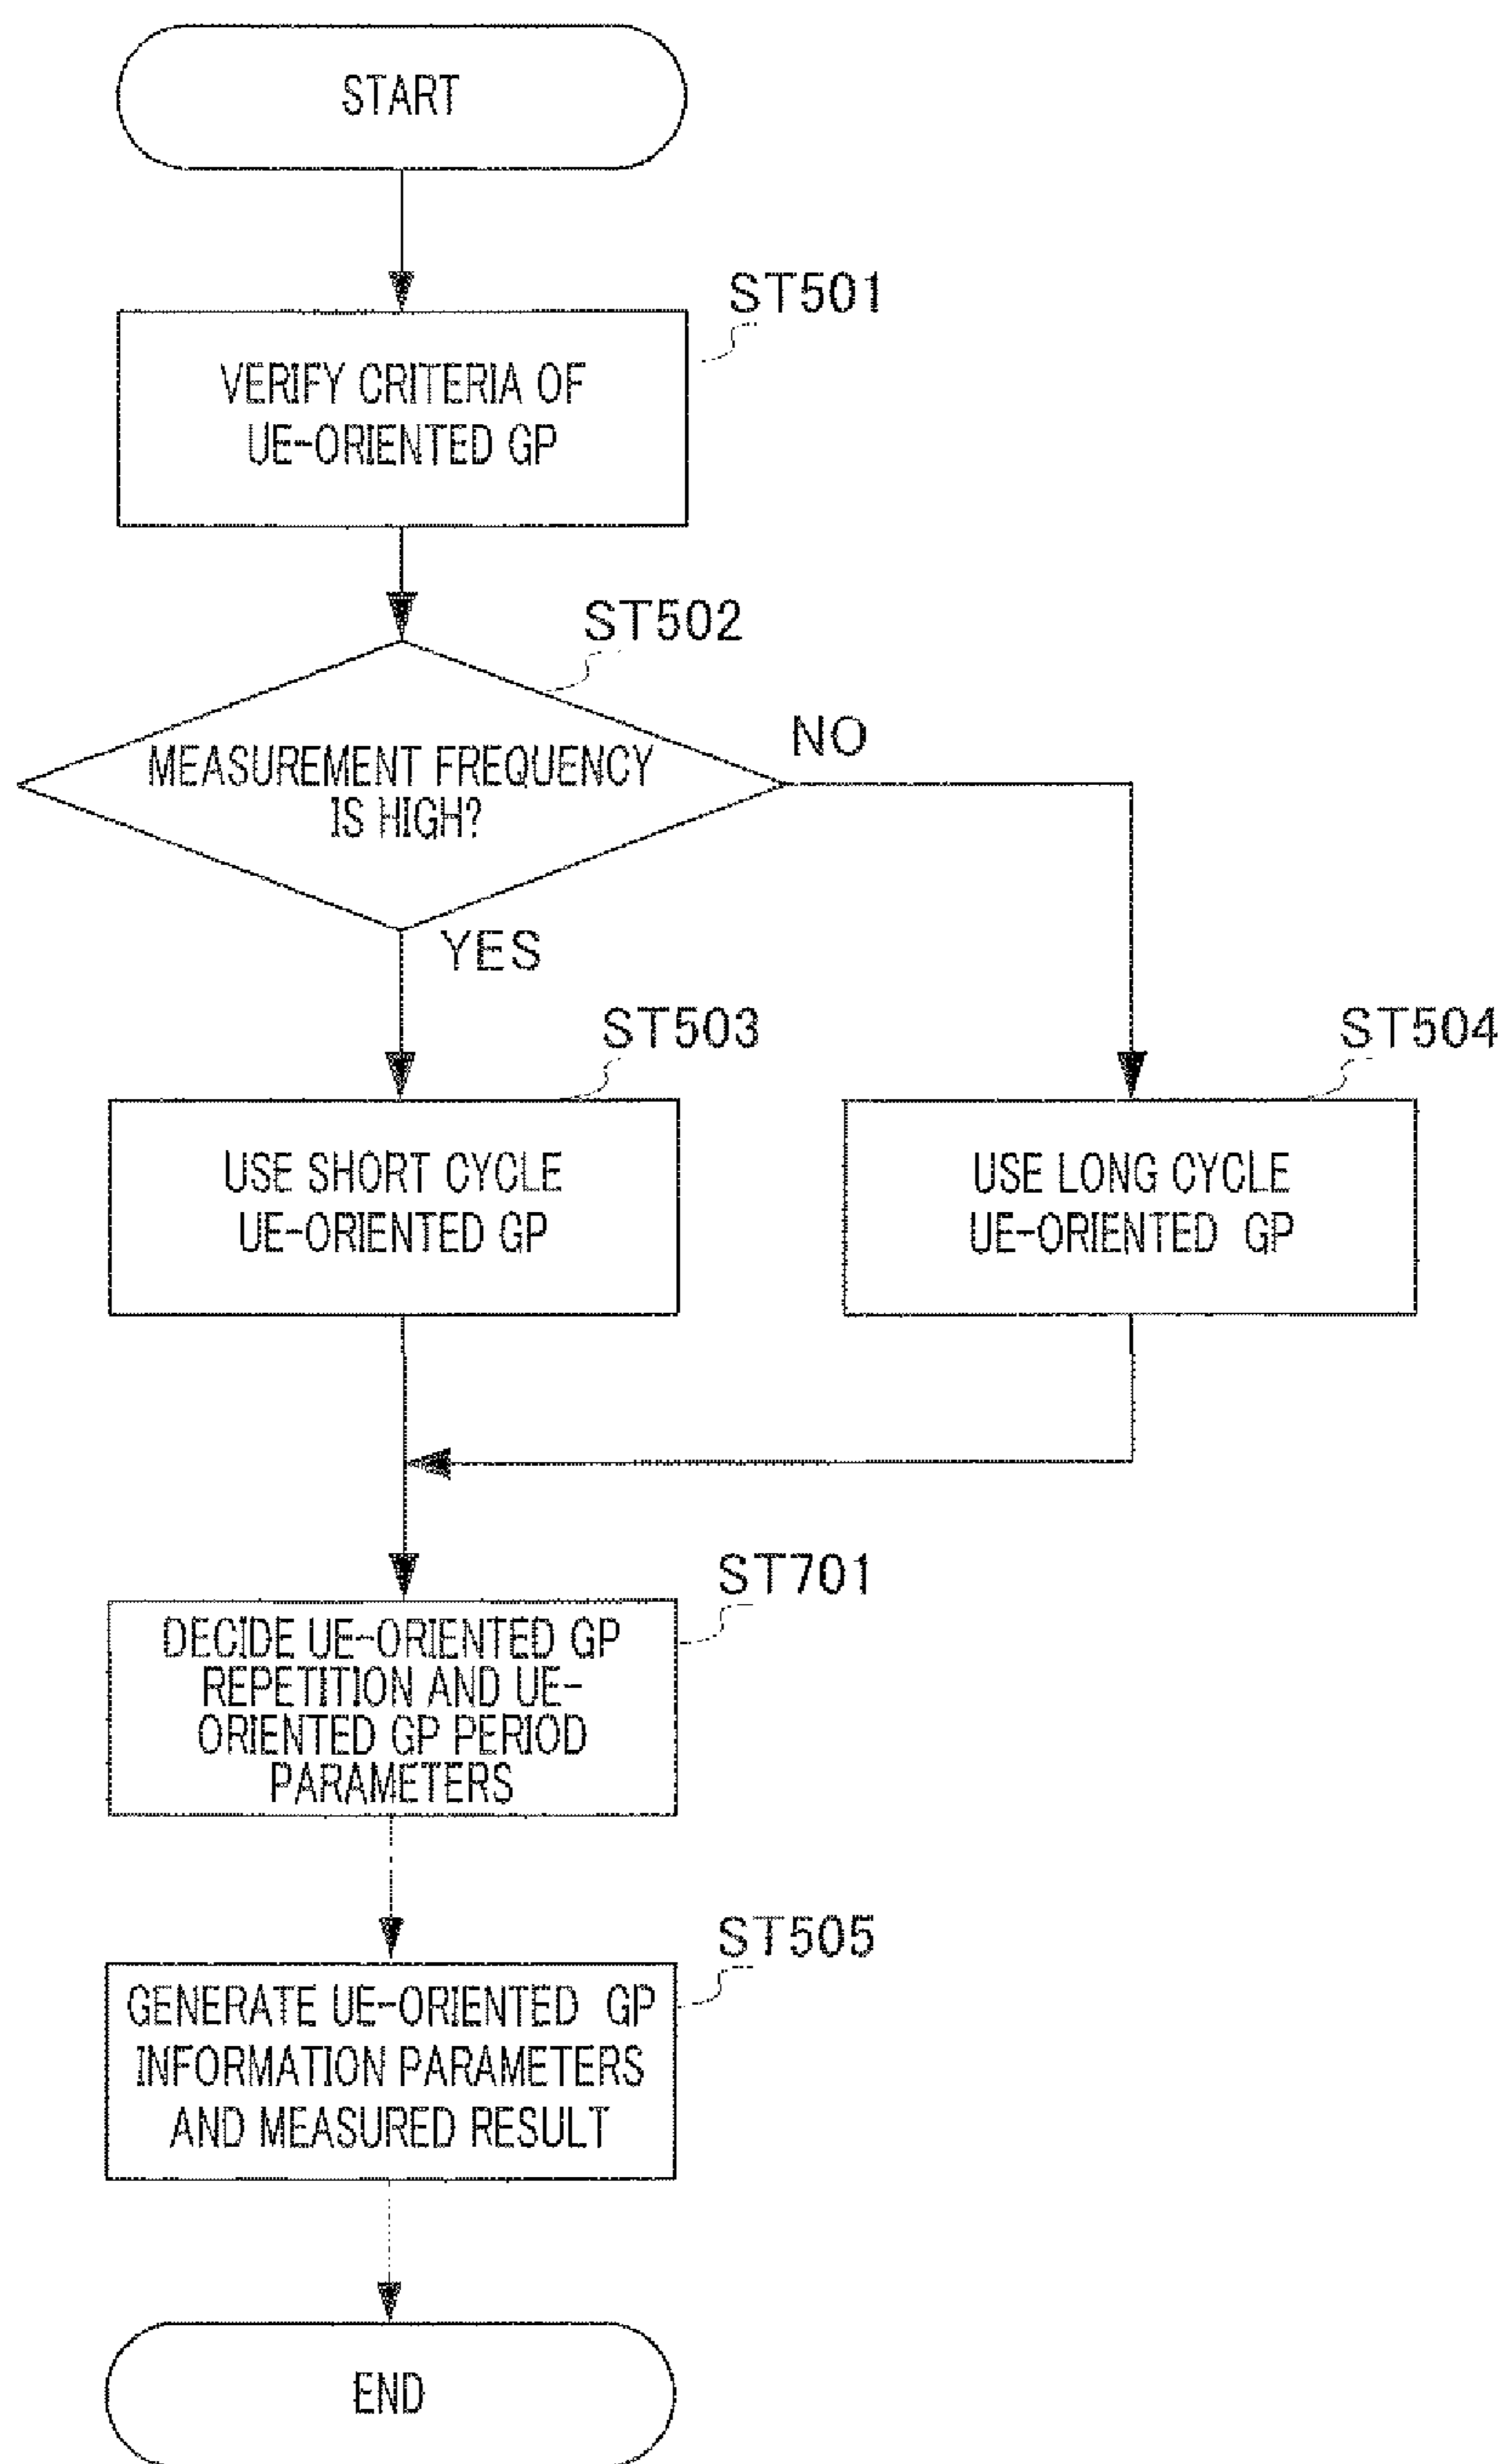 START
ST501
VERIFY CRITERIA OF
UE-ORIENTED GP
ST502
MEASUREMENT FREQUENCY
IS HIGH?
NO
YES
ST503
USE SHORT CYCLE
UE-ORIENTED GP
ST504
USE LONG CYCLE
UE-ORIENTED GP
ST701
DECIDE UE-ORIENTED GP
REPETITION AND UE-
ORIENTED GP PERIOD
PARAMETERS
ST505
GENERATE UE-ORIENTED GP
INFORMATION PARAMETERS
AND MEASURED RESULT
END